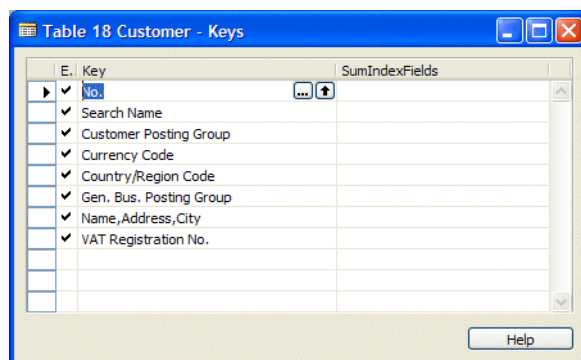 Table 18 Customer - Keys
E. Key SumIndexFields
No.
Search Name
Customer Posting Group
Currency Code
Country/Region Code
Gen. Bus. Posting Group
Name,Address,City
VAT Registration No.
Help